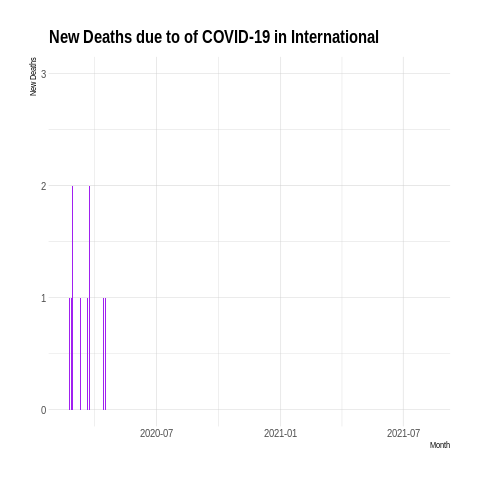 New Deaths due to of COVID-19 in International
New Deaths
3
2
1
0
2020-07
2021-01
2021-07
Month